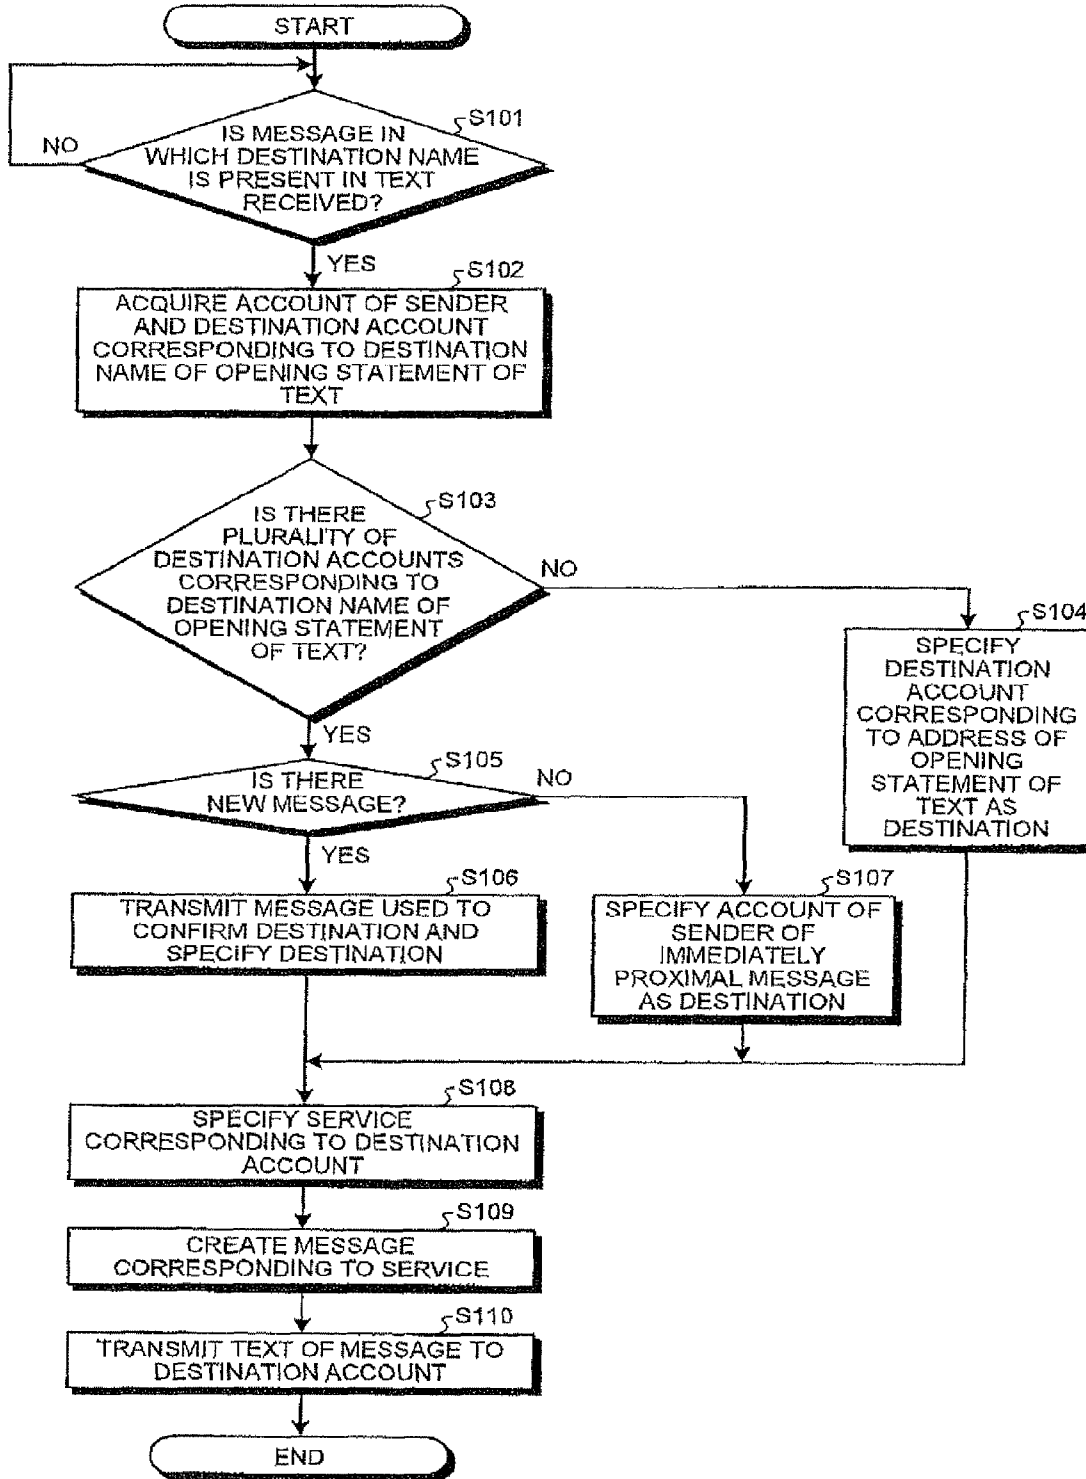 START
S101
IS MESSAGE IN
WHICH DESTINATION NAME
IS PRESENT IN TEXT
RECEIVED?
NO
YES
S102
ACQUIRE ACCOUNT OF SENDER
AND DESTINATION ACCOUNT
CORRESPONDING TO DESTINATION
NAME OF OPENING STATEMENT OF
TEXT
S103
IS THERE
PLURALITY OF
DESTINATION ACCOUNTS
CORRESPONDING TO
DESTINATION NAME OF
OPENING STATEMENT
OF TEXT?
NO
YES
S104
SPECIFY
DESTINATION
ACCOUNT
CORRESPONDING
TO ADDRESS OF
OPENING
STATEMENT OF
TEXT AS
DESTINATION
S105
IS THERE
NEW MESSAGE?
NO
YES
S106
TRANSMIT MESSAGE USED TO
CONFIRM DESTINATION AND
SPECIFY DESTINATION
S107
SPECIFY ACCOUNT OF
SENDER OF
IMMEDIATELY
PROXIMAL MESSAGE
AS DESTINATION
S108
SPECIFY SERVICE
CORRESPONDING TO DESTINATION
ACCOUNT
S109
CREATE MESSAGE
CORRESPONDING TO SERVICE
S110
TRANSMIT TEXT OF MESSAGE TO
DESTINATION ACCOUNT
END